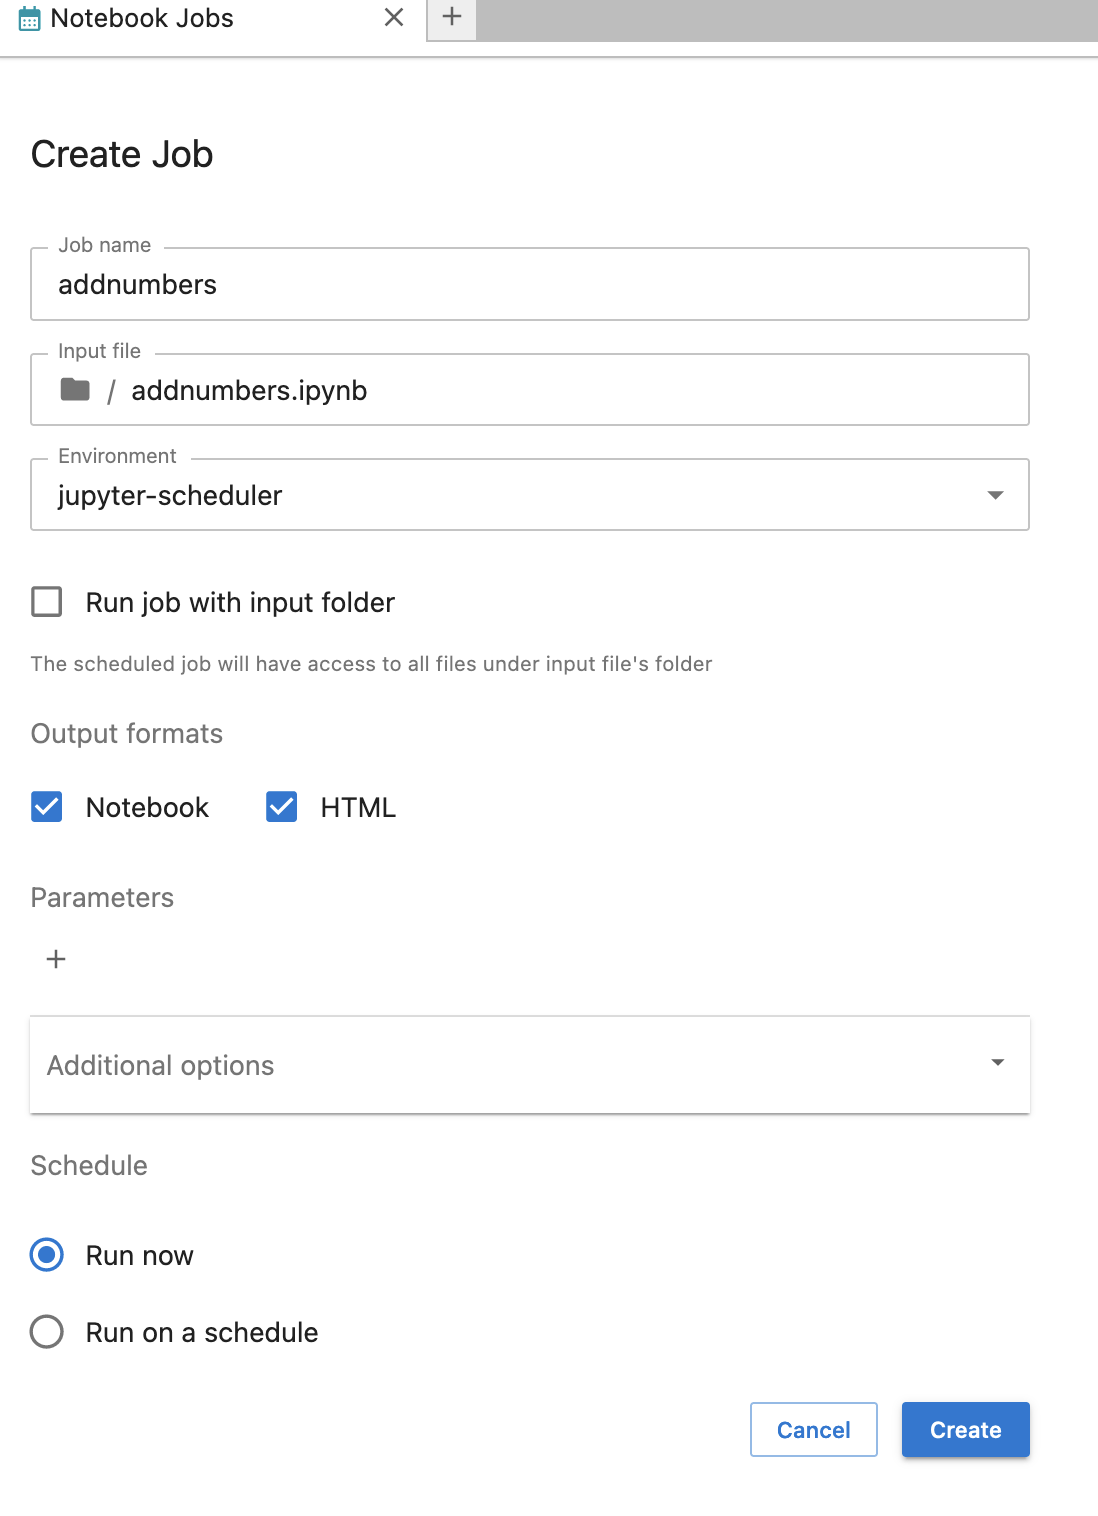 Notebook Jobs
Create Job
Job name
addnumbers
Input file
/ addnumbers.ipynb
Environment
jupyter-scheduler
Run job with input folder
The scheduled job will have access to all files under input file's folder
Output formats
Notebook HTML
Parameters
+
Additional options
Schedule
Run now
Run on a schedule
Cancel Create